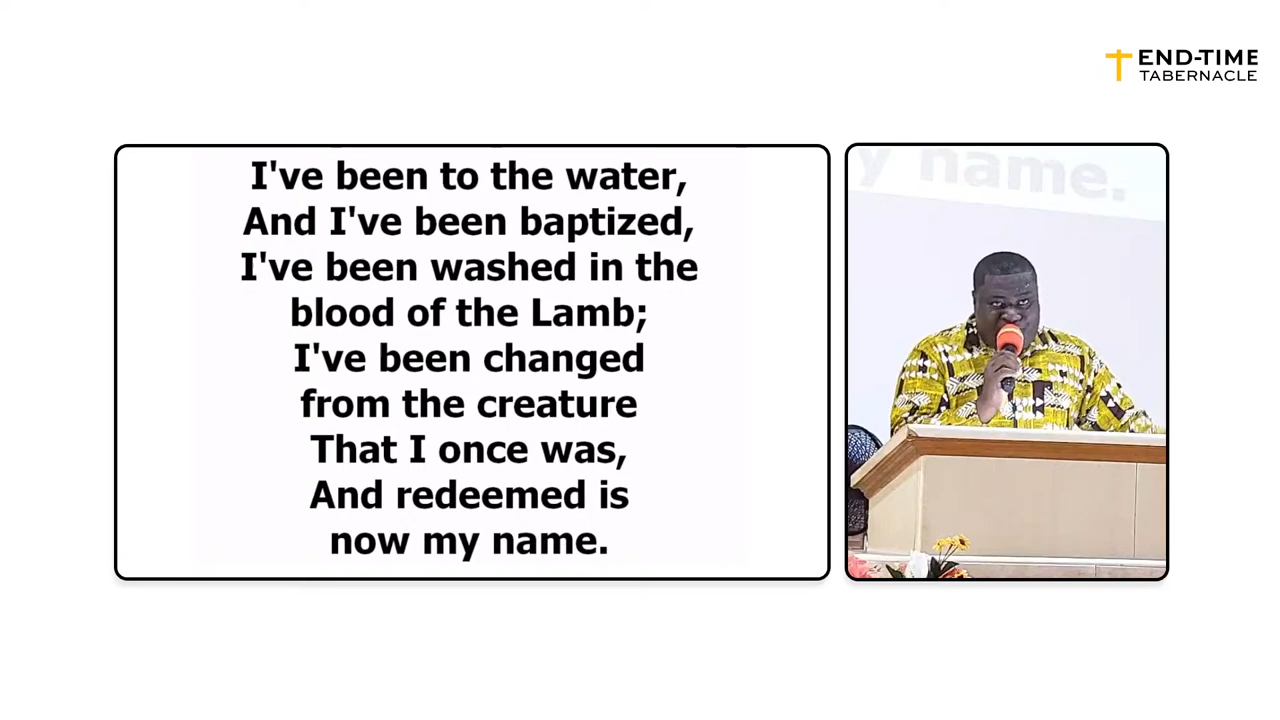 END-TIME
TABERNACLE
I've been to the water,
And I've been baptized,
I've been washed in the
blood of the Lamb;
I've been changed
from the creature
That I once was,
And redeemed is
now my name.
y name.